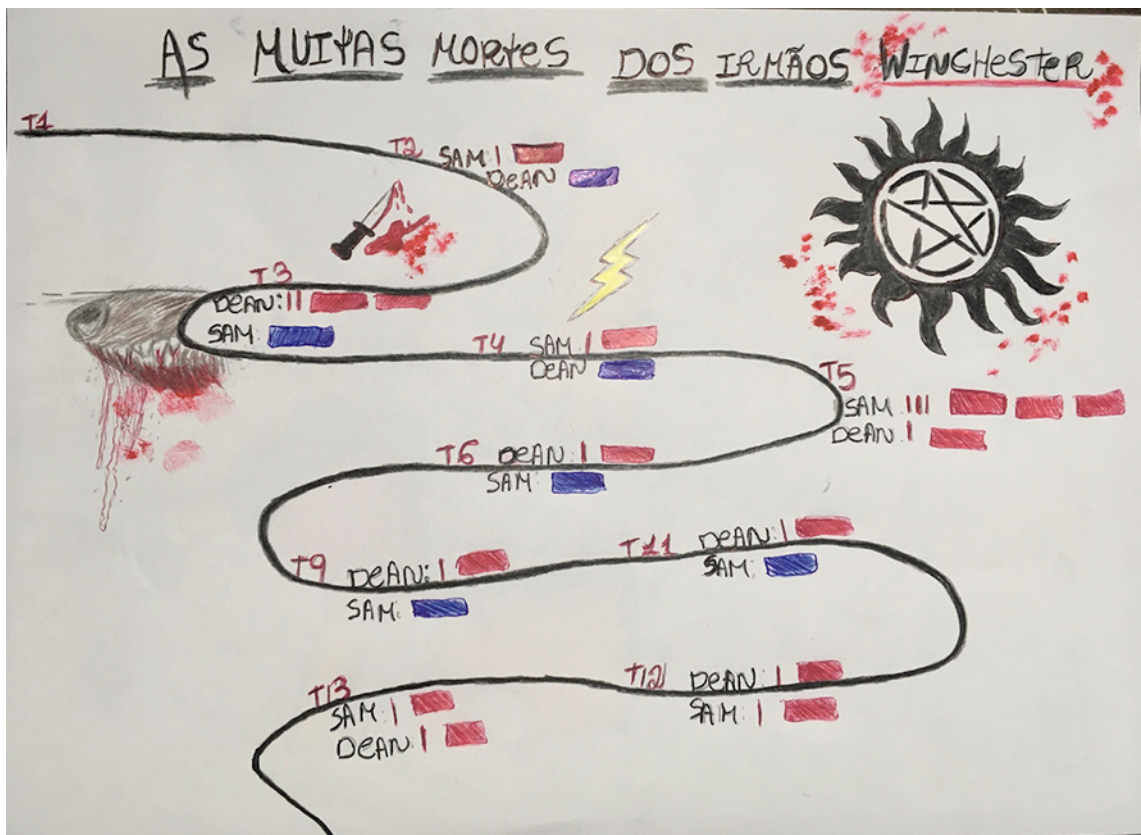 AS MUIYAS MORTES DOS IRMÃOS WINCHESTER
T1
T2 SAM: I
DEAN
T3
DEAN: II
SAM:
T4 SAM I
DEAN
T5
SAM III
DEAN I
T6 DEAN: I
SAM:
T9 DEAN: I
SAM:
T11 DEAN: I
SAM:
T12 DEAN: I
SAM: I
T13
SAM: I
DEAN: I